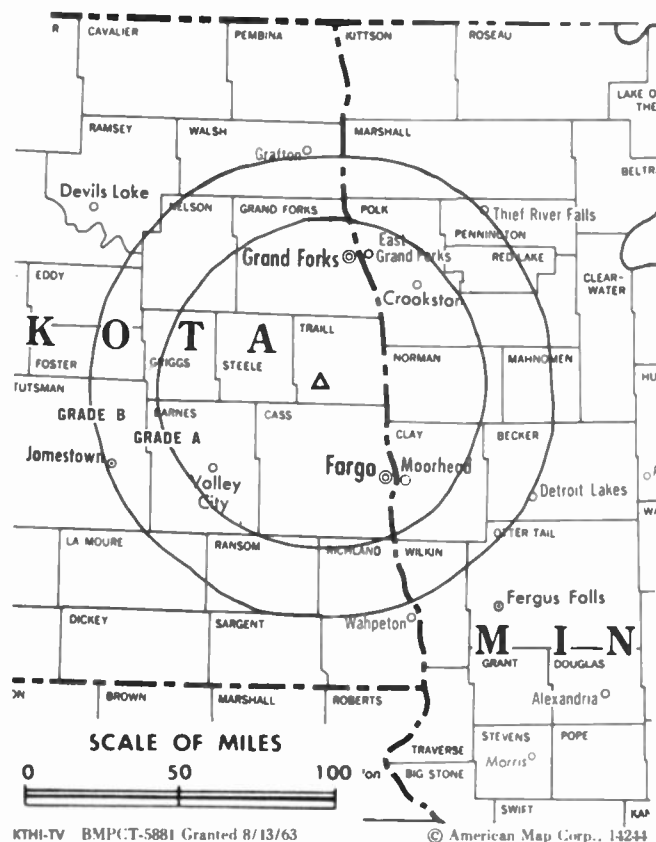 R CAVALIER PEMBINA KITTSON ROSEAU
LAKE O
THE
RAMSEY WALSH MARSHALL
Grafton
BELTR
Devils Lake
NELSON GRAND FORKS POLK Thief River Falls
PENNINGTON
Grand Forks East
Grand Forks RED LAKE
EDDY CLEAR-
WATER
Crookston
K O T A
TRAILL
FOSTER GRIGGS STEELE NORMAN MAHNOMEN
TUTSMAN HU
GRADE B BARNES CASS
GRADE A CLAY BECKER
Jamestown Valley
City Fargo Moorhead
Detroit Lakes
WA
LA MOURE RANSOM RICHLAND WILKIN OTTER TAIL
Fergus Falls
DICKEY SARGENT Wahpeton
M I N
GRANT DOUGLAS
ON BROWN MARSHALL ROBERTS Alexandria
SCALE OF MILES
STEVENS POPE
TRAVERSE Morris
0 50 100 'on BIG STONE
SWIFT KAN
KTHI-TV BMPCT-5881 Granted 8/13/63 © American Map Corp., 14244